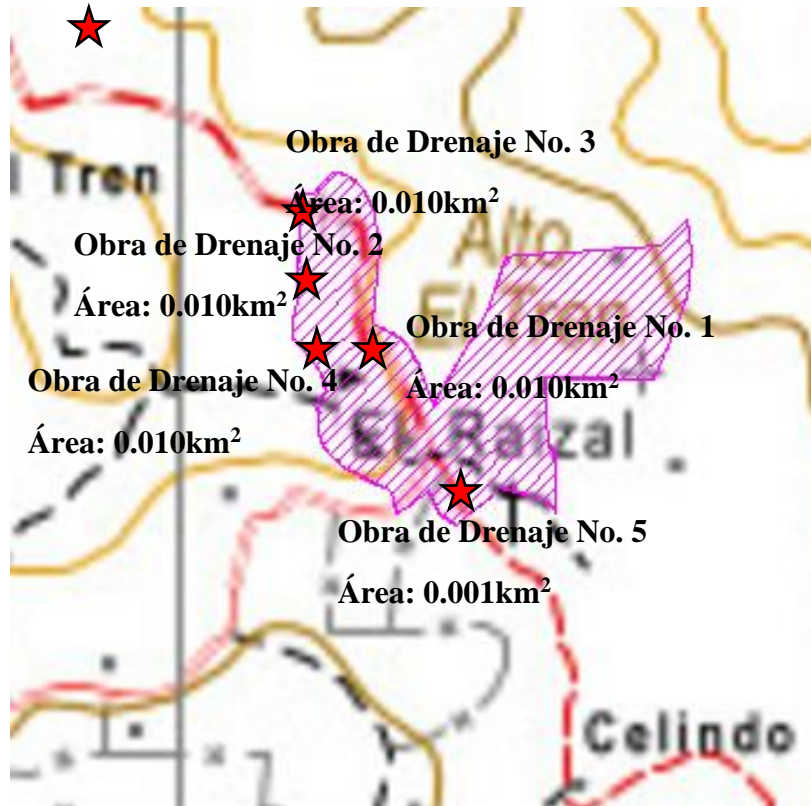 Obra de Drenaje No. 3
Área: 0.010km²
l Tren
Alto
El Tren
Obra de Drenaje No. 2
Área: 0.010km²
Obra de Drenaje No. 1
Área: 0.010km²
Obra de Drenaje No. 4
Área: 0.010km²
El Raizal
Obra de Drenaje No. 5
Área: 0.001km²
Celindo